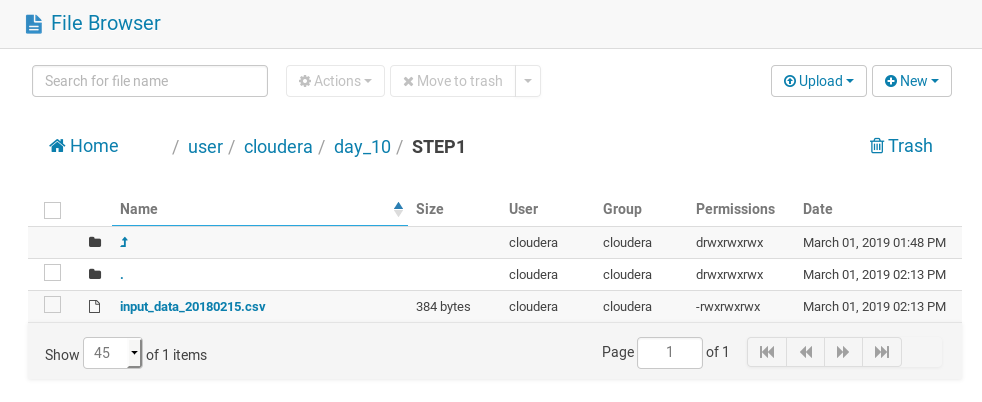 File Browser
Search for file name Actions Move to trash Upload New
Home / user / cloudera / day_10 / STEP1 Trash
Name Size User Group Permissions Date
cloudera cloudera drwxrwxrwx March 01, 2019 01:48 PM
. cloudera cloudera drwxrwxrwx March 01, 2019 02:13 PM
input_data_20180215.csv 384 bytes cloudera cloudera -rwxrwxrwx March 01, 2019 02:13 PM
Show 45 of 1 items Page 1 of 1